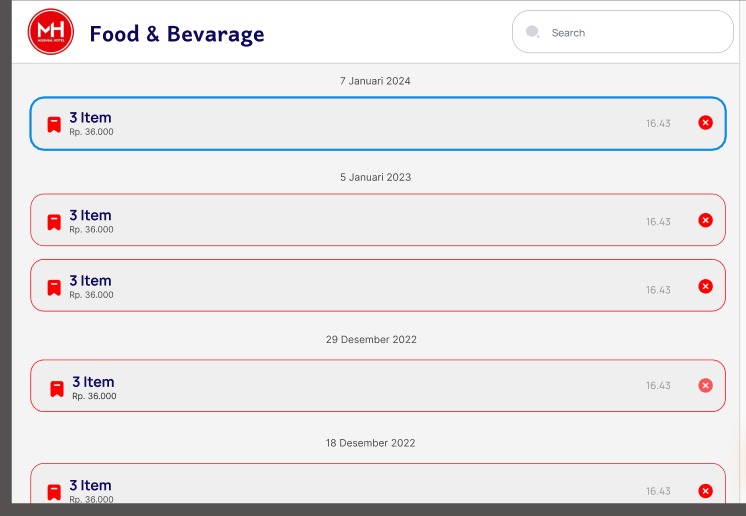 MH
MILENIAL HOTEL
Food & Bevarage
Search
7 Januari 2024
3 Item
Rp. 36.000
16.43
5 Januari 2023
3 Item
Rp. 36.000
16.43
3 Item
Rp. 36.000
16.43
29 Desember 2022
3 Item
Rp. 36.000
16.43
18 Desember 2022
3 Item
Rp. 36.000
16.43